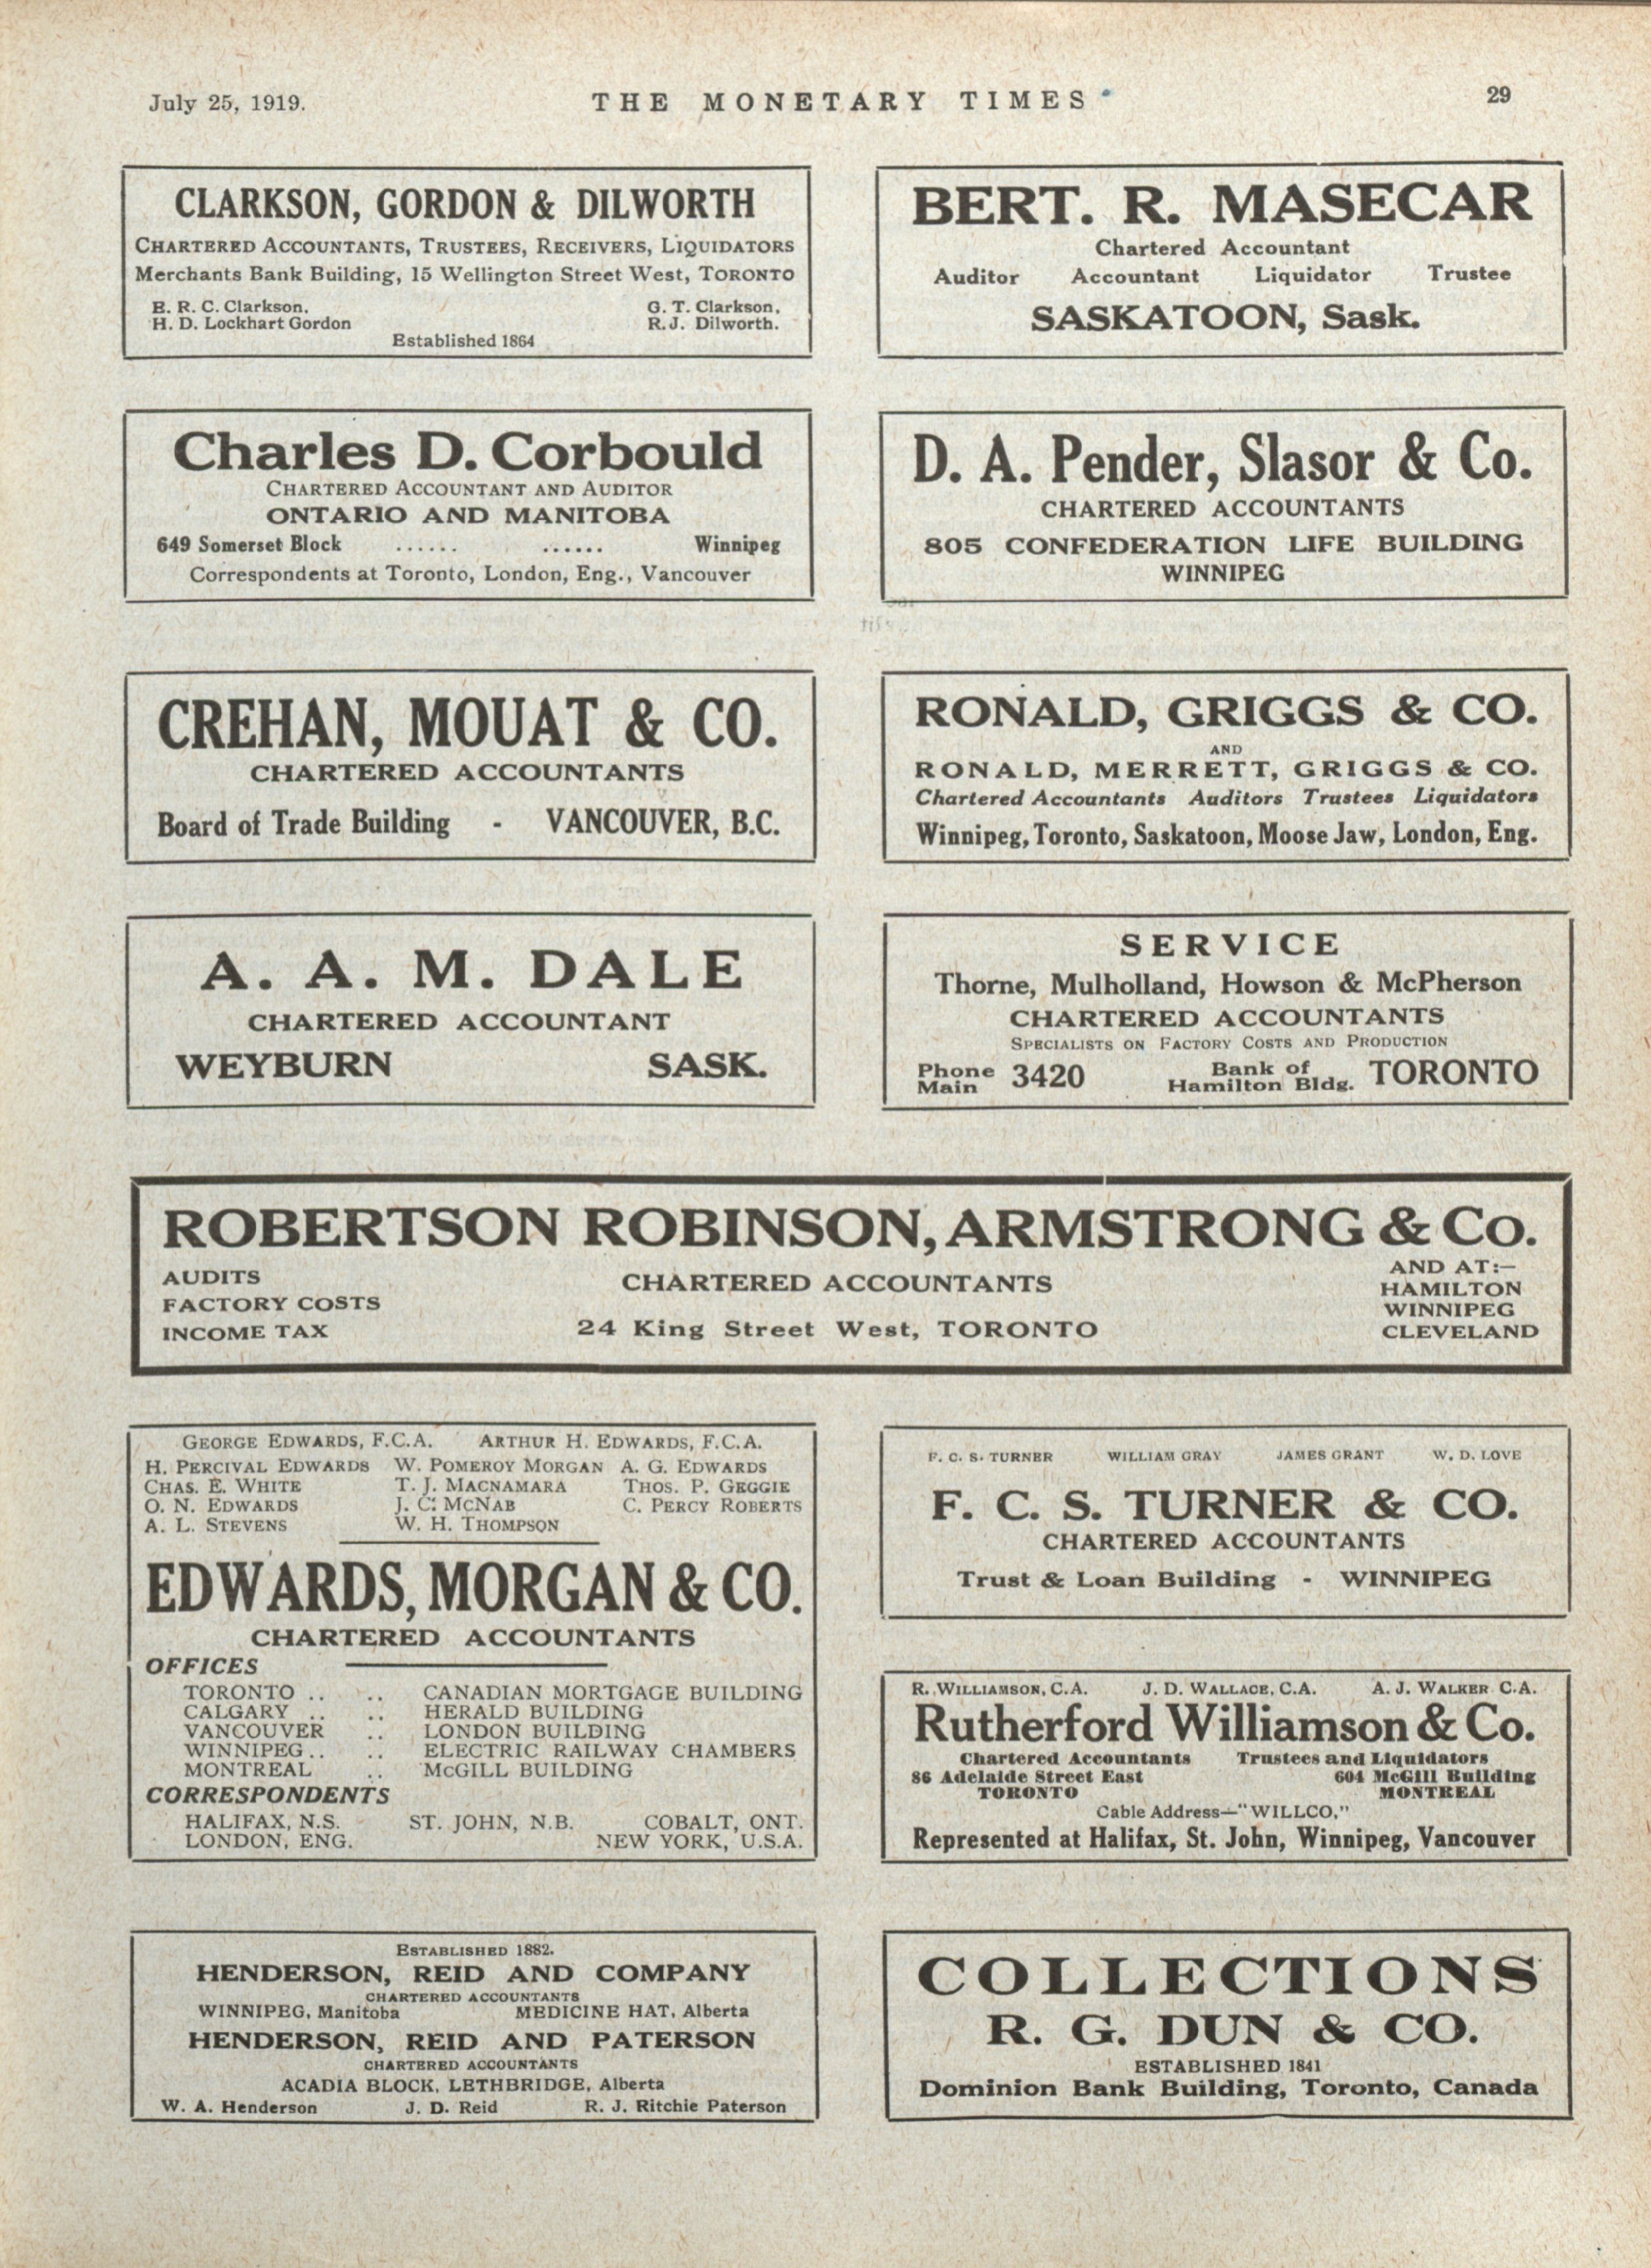 July 25, 1919. THE MONETARY TIMES 29
CLARKSON, GORDON & DILWORTH
CHARTERED ACCOUNTANTS, TRUSTEES, RECEIVERS, LIQUIDATORS
Merchants Bank Building, 15 Wellington Street West, TORONTO
E. R. C. Clarkson. G. T. Clarkson.
H. D. Lockhart Gordon R. J. Dilworth.
Established 1864
BERT. R. MASECAR
Chartered Accountant
Auditor Accountant Liquidator Trustee
SASKATOON, Sask.
Charles D. Corbould
CHARTERED ACCOUNTANT AND AUDITOR
ONTARIO AND MANITOBA
649 Somerset Block ...... ...... Winnipeg
Correspondents at Toronto, London, Eng., Vancouver
D. A. Pender, Slasor & Co.
CHARTERED ACCOUNTANTS
805 CONFEDERATION LIFE BUILDING
WINNIPEG
CREHAN, MOUAT & CO.
CHARTERED ACCOUNTANTS
Board of Trade Building - VANCOUVER, B.C.
RONALD, GRIGGS & CO.
AND
RONALD, MERRETT, GRIGGS & CO.
Chartered Accountants Auditors Trustees Liquidators
Winnipeg, Toronto, Saskatoon, Moose Jaw, London, Eng.
A. A. M. DALE
CHARTERED ACCOUNTANT
WEYBURN SASK.
SERVICE
Thorne, Mulholland, Howson & McPherson
CHARTERED ACCOUNTANTS
SPECIALISTS ON FACTORY COSTS AND PRODUCTION
Phone Main 3420 Bank of Hamilton Bldg. TORONTO
ROBERTSON ROBINSON, ARMSTRONG & Co.
AUDITS
FACTORY COSTS
INCOME TAX
CHARTERED ACCOUNTANTS
24 King Street West, TORONTO
AND AT:—
HAMILTON
WINNIPEG
CLEVELAND
GEORGE EDWARDS, F.C.A. ARTHUR H. EDWARDS, F.C.A.
H. PERCIVAL EDWARDS W. POMEROY MORGAN A. G. EDWARDS
CHAS. E. WHITE T. J. MACNAMARA THOS. P. GEGGIE
O. N. EDWARDS J. C. MCNAB C. PERCY ROBERTS
A. L. STEVENS W. H. THOMPSON
EDWARDS, MORGAN & CO.
CHARTERED ACCOUNTANTS
OFFICES
TORONTO .. .. CANADIAN MORTGAGE BUILDING
CALGARY .. .. HERALD BUILDING
VANCOUVER .. LONDON BUILDING
WINNIPEG .. .. ELECTRIC RAILWAY CHAMBERS
MONTREAL .. McGILL BUILDING
CORRESPONDENTS
HALIFAX, N.S. ST. JOHN, N.B. COBALT, ONT.
LONDON, ENG. NEW YORK, U.S.A.
F. C. S. TURNER WILLIAM GRAY JAMES GRANT W. D. LOVE
F. C. S. TURNER & CO.
CHARTERED ACCOUNTANTS
Trust & Loan Building - WINNIPEG
R. WILLIAMSON, C.A. J. D. WALLACE, C.A. A. J. WALKER C.A.
Rutherford Williamson & Co.
Chartered Accountants Trustees and Liquidators
86 Adelaide Street East 604 McGill Building
TORONTO MONTREAL
Cable Address—"WILLCO."
Represented at Halifax, St. John, Winnipeg, Vancouver
ESTABLISHED 1882.
HENDERSON, REID AND COMPANY
CHARTERED ACCOUNTANTS
WINNIPEG, Manitoba MEDICINE HAT, Alberta
HENDERSON, REID AND PATERSON
CHARTERED ACCOUNTANTS
ACADIA BLOCK, LETHBRIDGE, Alberta
W. A. Henderson J. D. Reid R. J. Ritchie Paterson
COLLECTIONS
R. G. DUN & CO.
ESTABLISHED 1841
Dominion Bank Building, Toronto, Canada